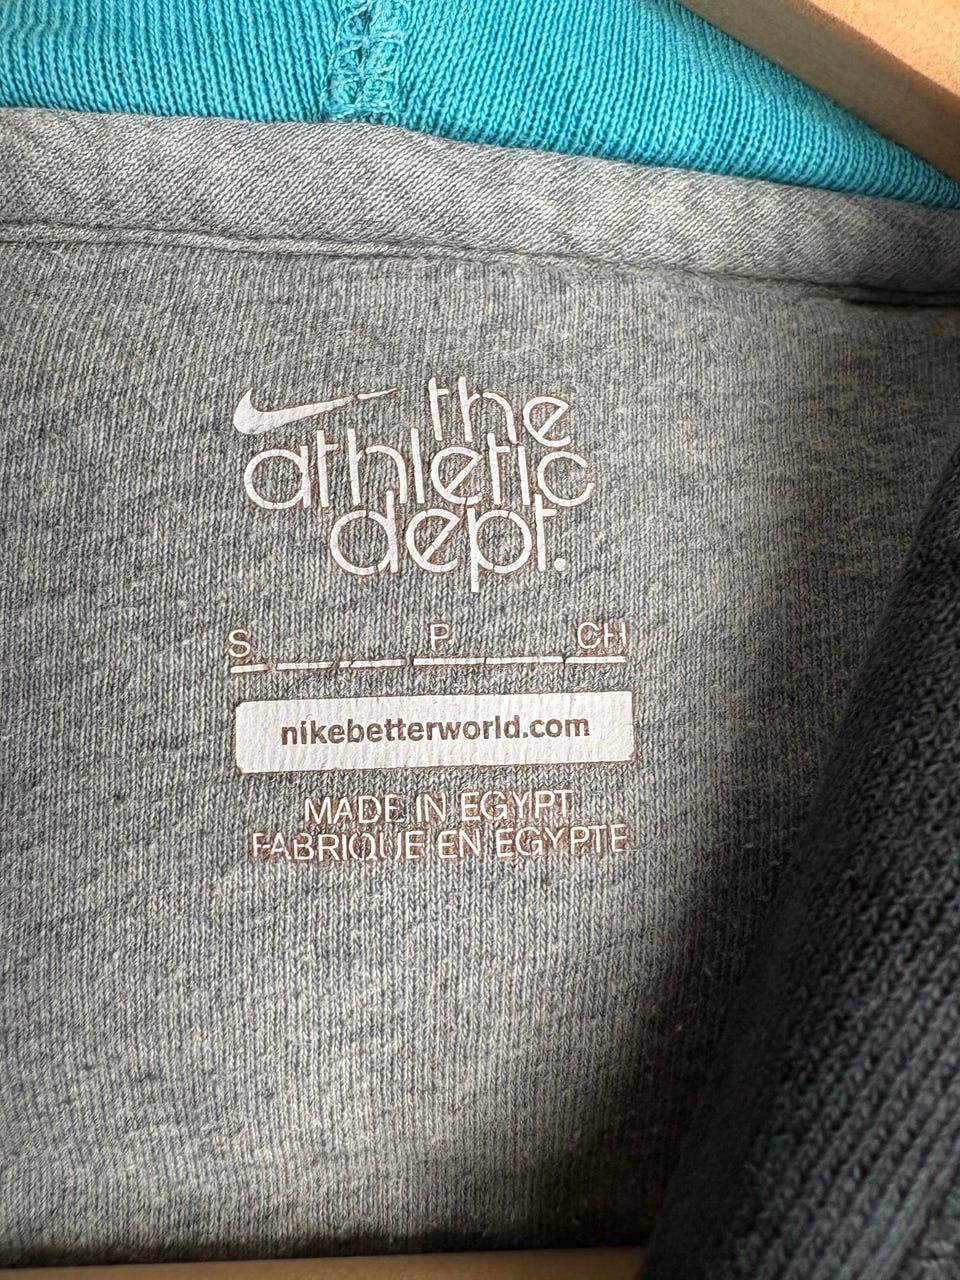 the
athletic
dept.
S P CH
nikebetterworld.com
MADE IN EGYPT
FABRIQUE EN EGYPTE